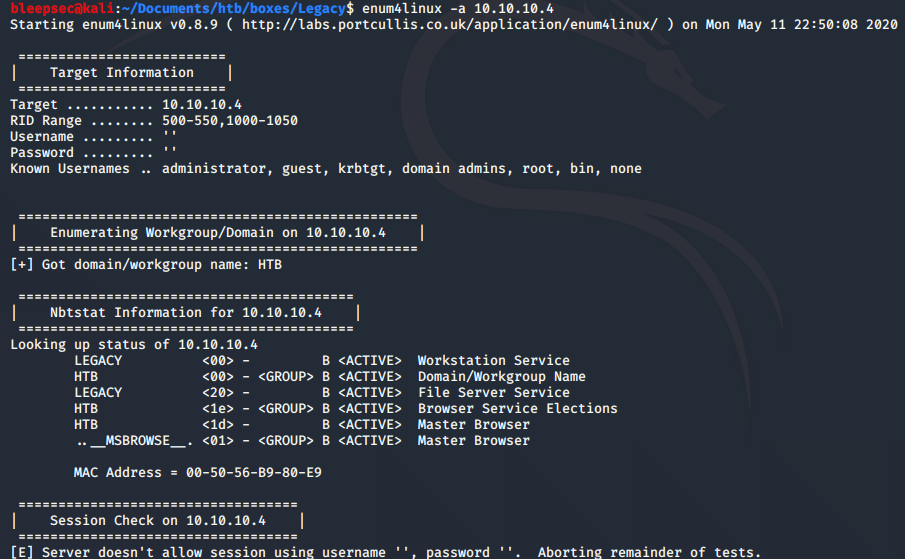 bleepsec@kali:~/Documents/htb/boxes/Legacy$ enum4linux -a 10.10.10.4
Starting enum4linux v0.8.9 ( http://labs.portcullis.co.uk/application/enum4linux/ ) on Mon May 11 22:50:08 2020

 ==========================
|    Target Information    |
 ==========================
Target ........... 10.10.10.4
RID Range ........ 500-550,1000-1050
Username ......... ''
Password ......... ''
Known Usernames .. administrator, guest, krbtgt, domain admins, root, bin, none


 ==================================================
|    Enumerating Workgroup/Domain on 10.10.10.4    |
 ==================================================
[+] Got domain/workgroup name: HTB

 ==========================================
|    Nbtstat Information for 10.10.10.4    |
 ==========================================
Looking up status of 10.10.10.4
        LEGACY          <00> -         B <ACTIVE>  Workstation Service
        HTB             <00> - <GROUP> B <ACTIVE>  Domain/Workgroup Name
        LEGACY          <20> -         B <ACTIVE>  File Server Service
        HTB             <1e> - <GROUP> B <ACTIVE>  Browser Service Elections
        HTB             <1d> -         B <ACTIVE>  Master Browser
        ..__MSBROWSE__. <01> - <GROUP> B <ACTIVE>  Master Browser

        MAC Address = 00-50-56-B9-80-E9

 ===================================
|    Session Check on 10.10.10.4    |
 ===================================
[E] Server doesn't allow session using username '', password ''.  Aborting remainder of tests.